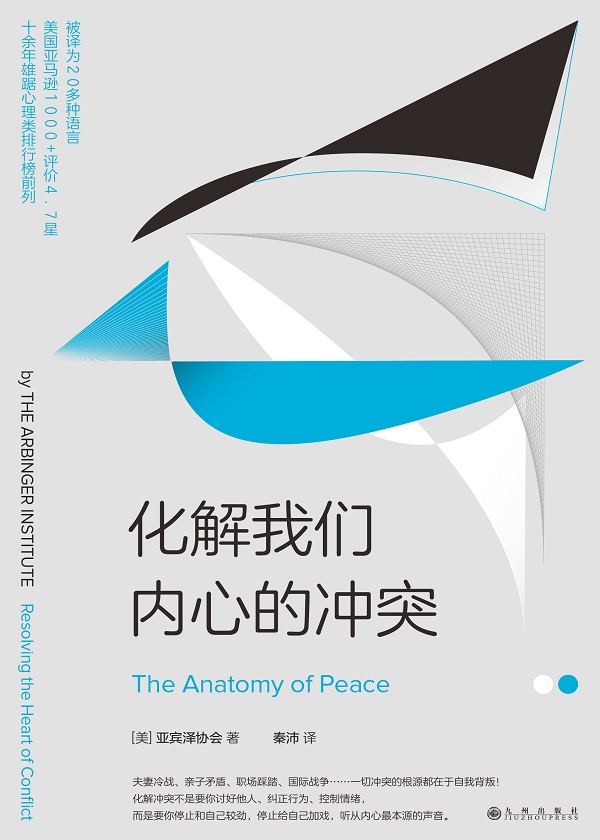 被译为20多种语言
美国亚马逊1000+评价4.7星
十余年雄踞心理类排行榜前列
by THE ARBINGER INSTITUTE Resolving the Heart of Conflict
化解我们
内心的冲突
The Anatomy of Peace
[美] 亚宾泽协会 著 秦沛 译
夫妻冷战、亲子矛盾、职场踩踏、国际战争……一切冲突的根源都在于自我背叛！
化解冲突不是要你讨好他人、纠正行为、控制情绪，
而是要你停止和自己较劲，停止给自己加戏，听从内心最本源的声音。
九州出版社
JIUZHOUPRESS